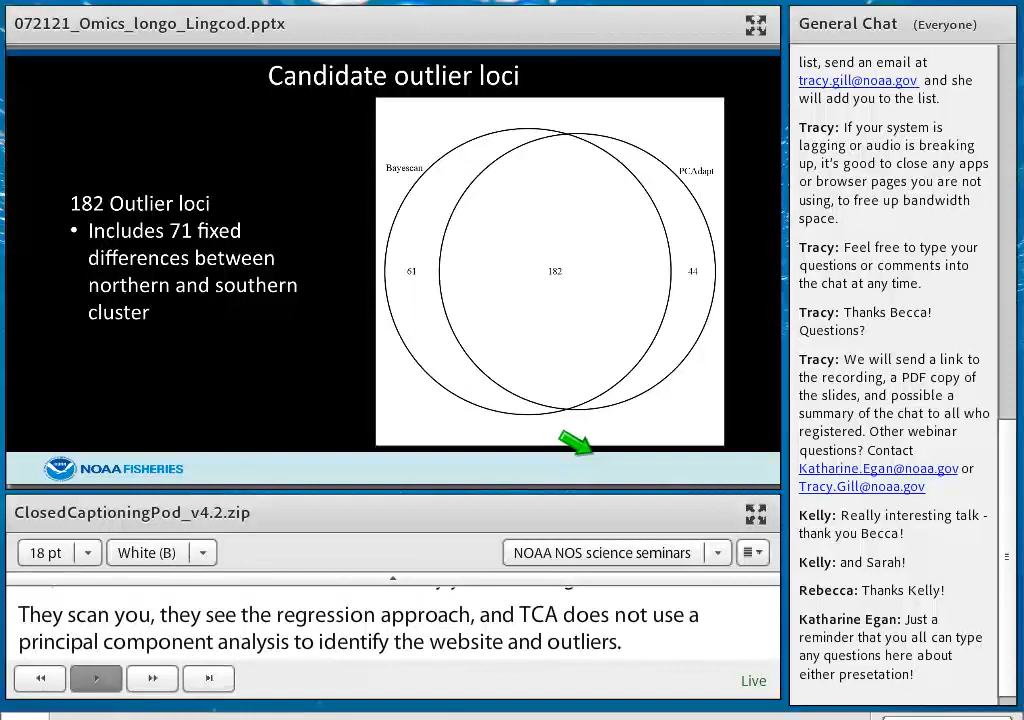 072121_Omics_longo_Lingcod.pptx
Candidate outlier loci
182 Outlier loci
• Includes 71 fixed
differences between
northern and southern
cluster
Bayescan
PCAdapt
61
182
44
NOAA FISHERIES
ClosedCaptioningPod_v4.2.zip
18 pt
White (B)
NOAA NOS science seminars
They scan you, they see the regression approach, and TCA does not use a
principal component analysis to identify the website and outliers.
Live
General Chat (Everyone)
list, send an email at
tracy.gill@noaa.gov and she
will add you to the list.
Tracy: If your system is
lagging or audio is breaking
up, it's good to close any apps
or browser pages you are not
using, to free up bandwidth
space.
Tracy: Feel free to type your
questions or comments into
the chat at any time.
Tracy: Thanks Becca!
Questions?
Tracy: We will send a link to
the recording, a PDF copy of
the slides, and possible a
summary of the chat to all who
registered. Other webinar
questions? Contact
Katharine.Egan@noaa.gov or
Tracy.Gill@noaa.gov
Kelly: Really interesting talk -
thank you Becca!
Kelly: and Sarah!
Rebecca: Thanks Kelly!
Katharine Egan: Just a
reminder that you all can type
any questions here about
either presetation!